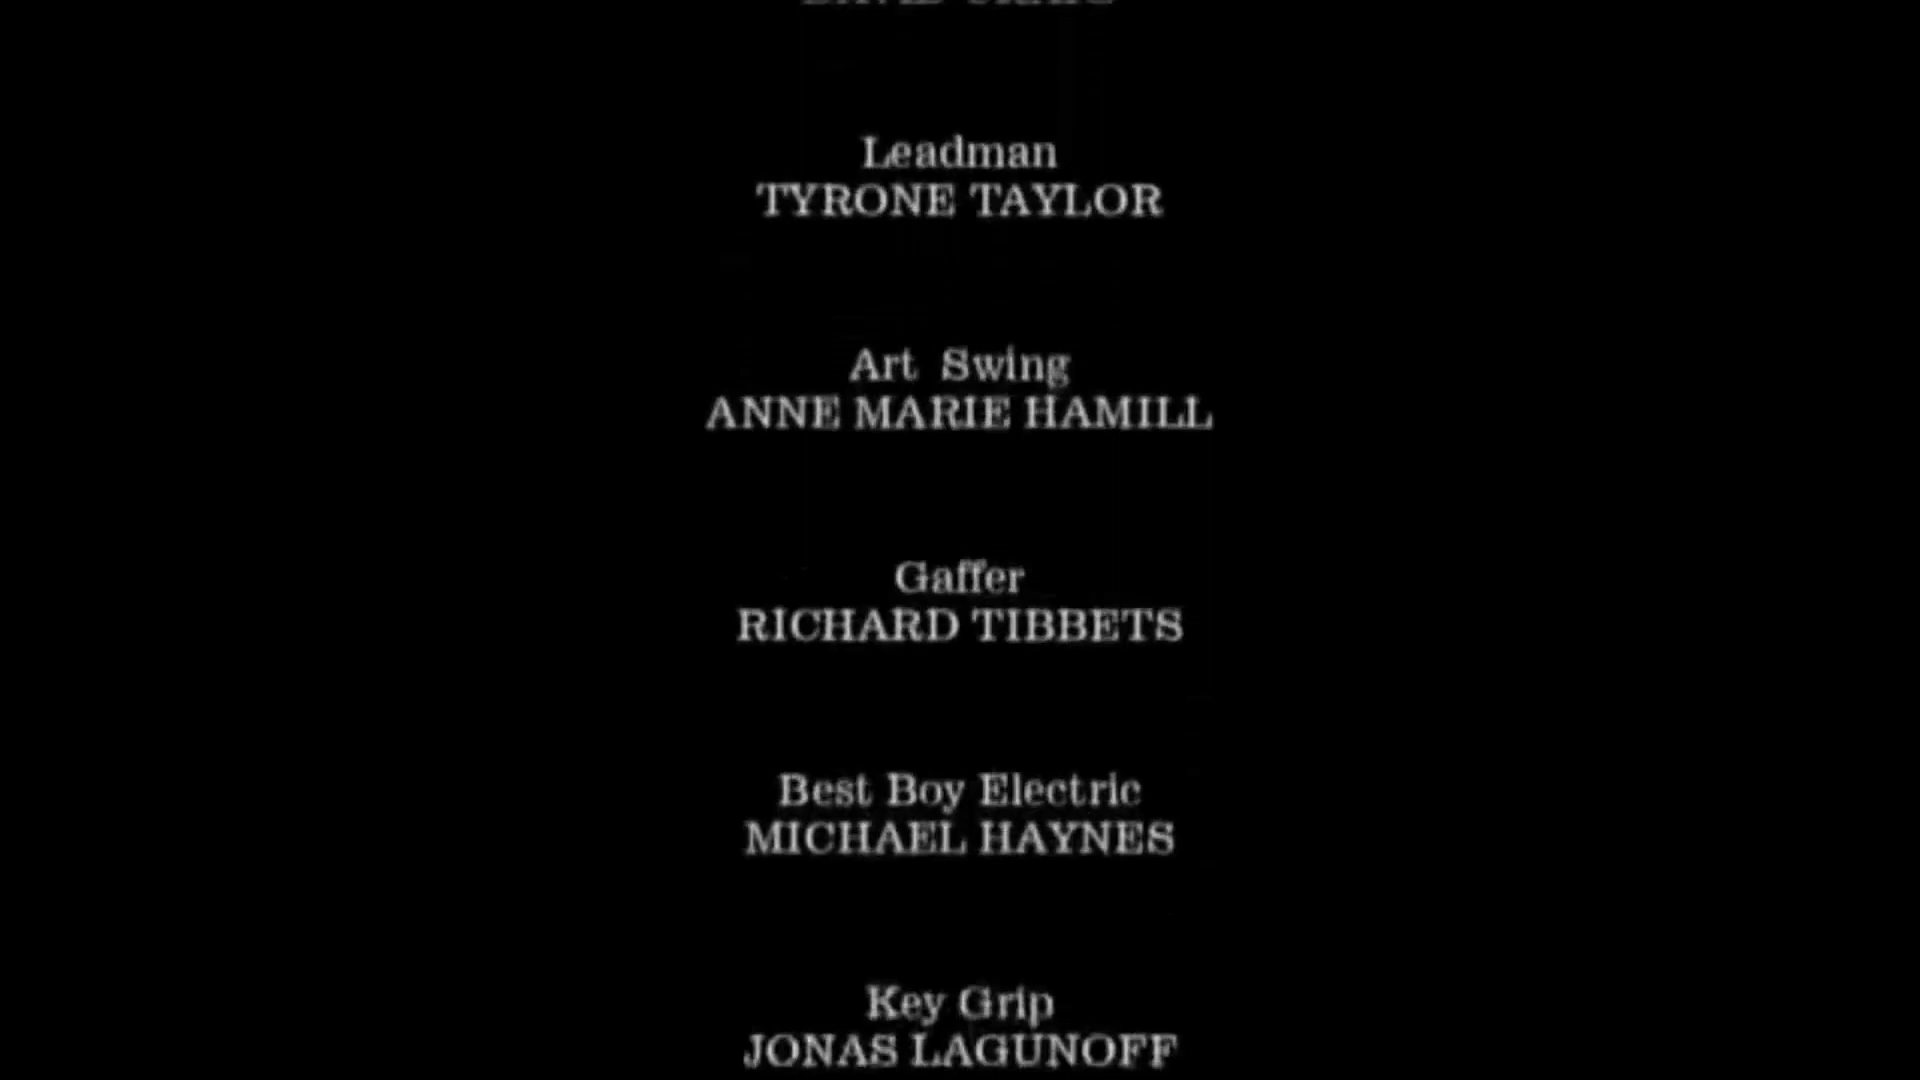 Leadman
TYRONE TAYLOR
Art Swing
ANNE MARIE HAMILL
Gaffer
RICHARD TIBBETS
Best Boy Electric
MICHAEL HAYNES
Key Grip
JONAS LAGUNOFF